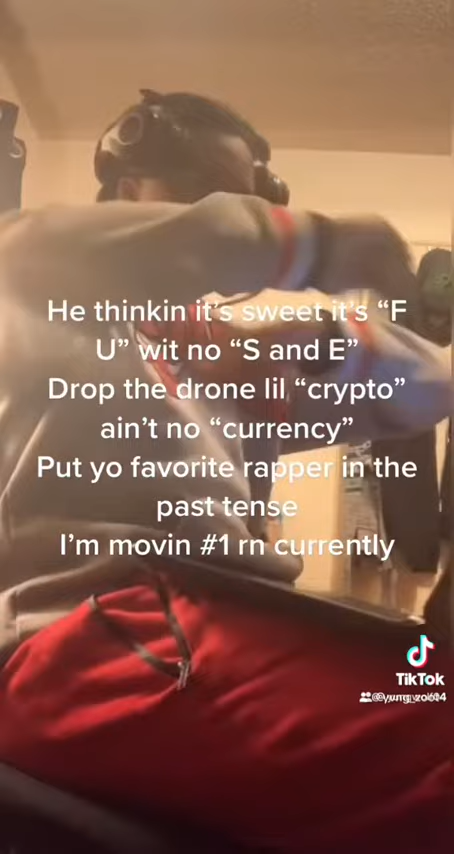 He thinkin it's sweet it's “F
U” wit no “S and E”
Drop the drone lil “crypto”
ain't no “currency”
Put yo favorite rapper in the
past tense
I'm movin #1 rn currently
TikTok